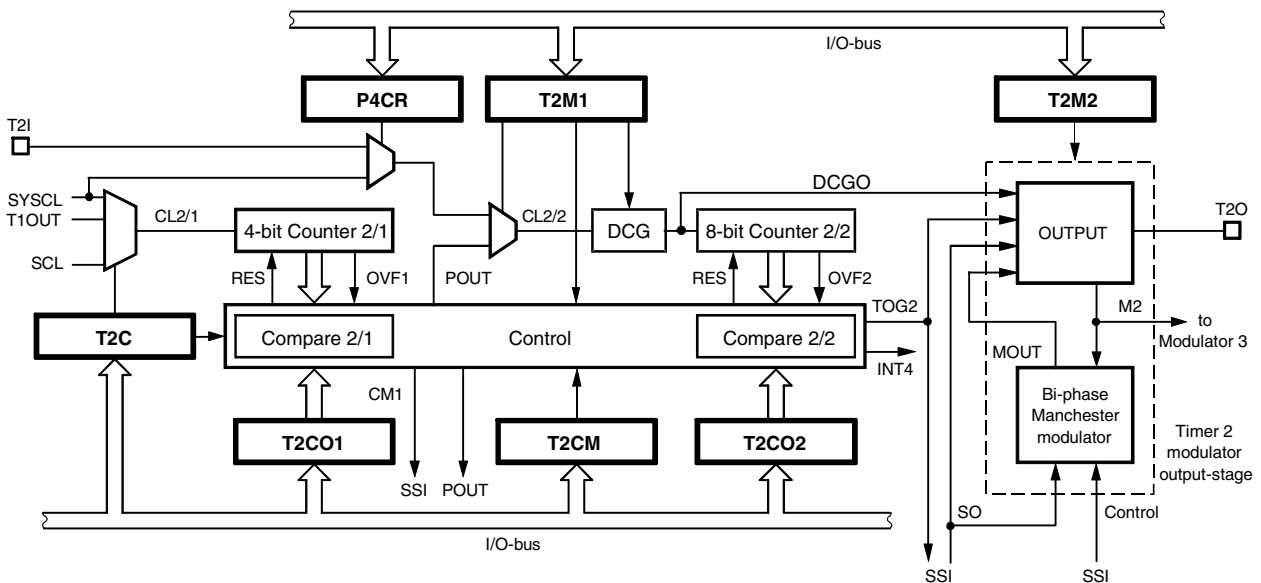 I/O-bus
P4CR
T2M1
T2M2
T2I
SYSCL
T1OUT
SCL
CL2/1
4-bit Counter 2/1
CL2/2
DCG
DCGO
8-bit Counter 2/2
OUTPUT
T2O
RES
OVF1
POUT
RES
OVF2
TOG2
T2C
Compare 2/1
Control
Compare 2/2
INT4
M2
to
Modulator 3
MOUT
Bi-phase
Manchester
modulator
CM1
T2CO1
T2CM
T2CO2
Timer 2
modulator
output-stage
SSI
POUT
SO
Control
I/O-bus
SSI
SSI